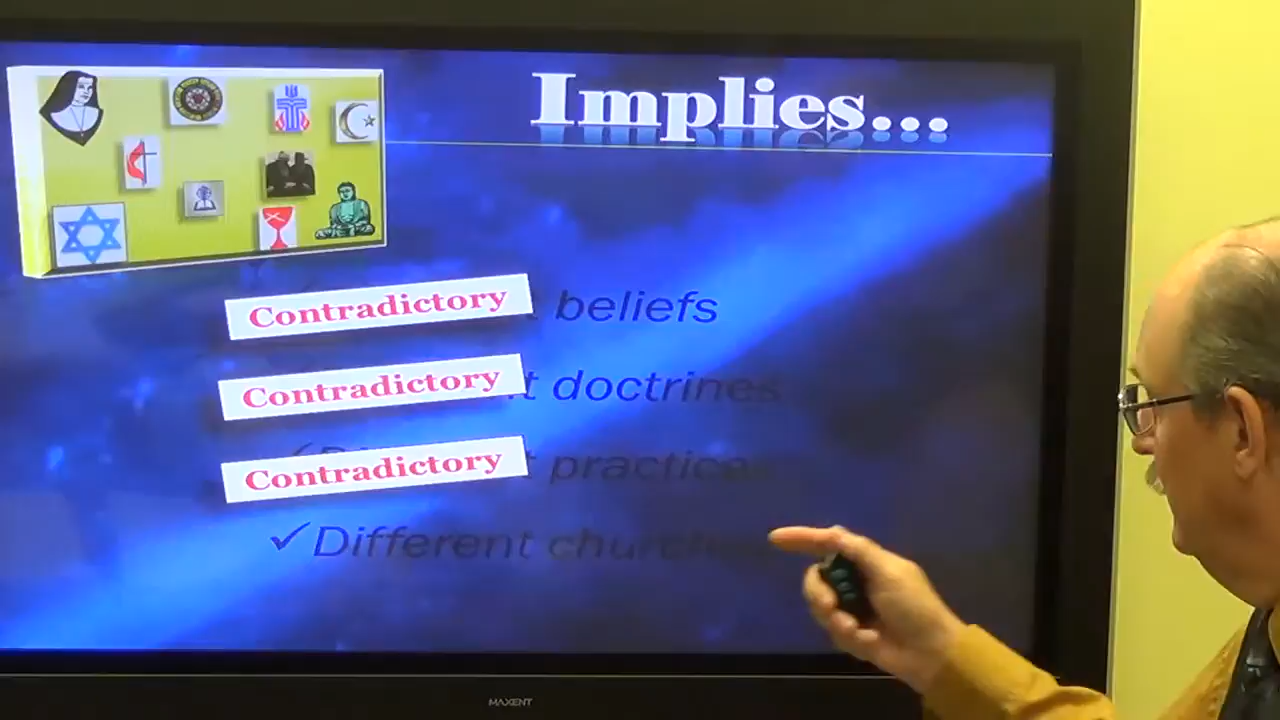 Implies...
Contradictory beliefs
Contradictory t doctrines
Contradictory t practices
✓Different churches
MAXENT